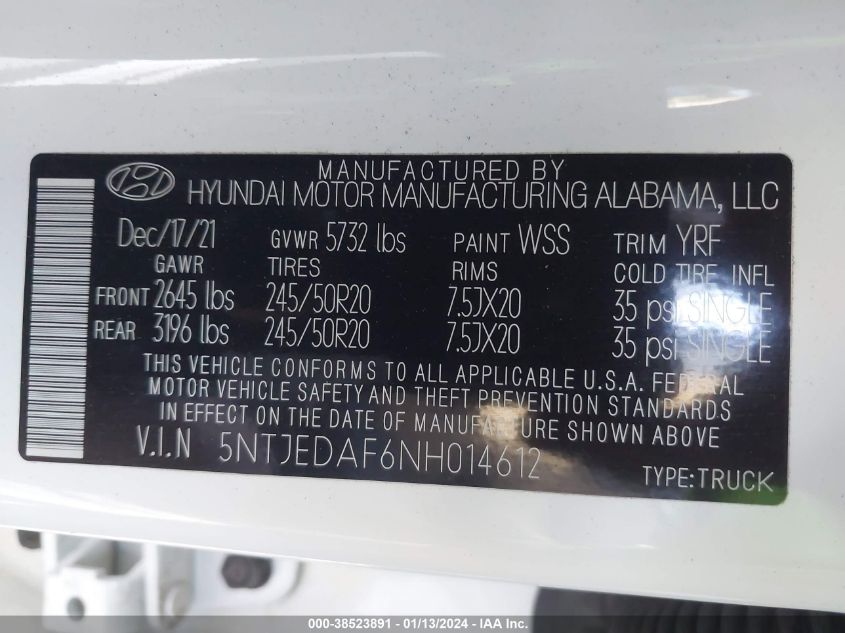 MANUFACTURED BY
HYUNDAI MOTOR MANUFACTURING ALABAMA, LLC
Dec/17/21 GVWR 5732 lbs PAINT WSS TRIM YRF
GAWR TIRES RIMS COLD TIRE INFL
FRONT 2645 lbs 245/50R20 7.5JX20 35 psi SINGLE
REAR 3196 lbs 245/50R20 7.5JX20 35 psi SINGLE
THIS VEHICLE CONFORMS TO ALL APPLICABLE U.S.A. FEDERAL
MOTOR VEHICLE SAFETY AND THEFT PREVENTION STANDARDS
IN EFFECT ON THE DATE OF MANUFACTURE SHOWN ABOVE
V.I.N 5NTJEDAF6NH014612
TYPE:TRUCK
000-38523891 - 01/13/2024 - IAA Inc.